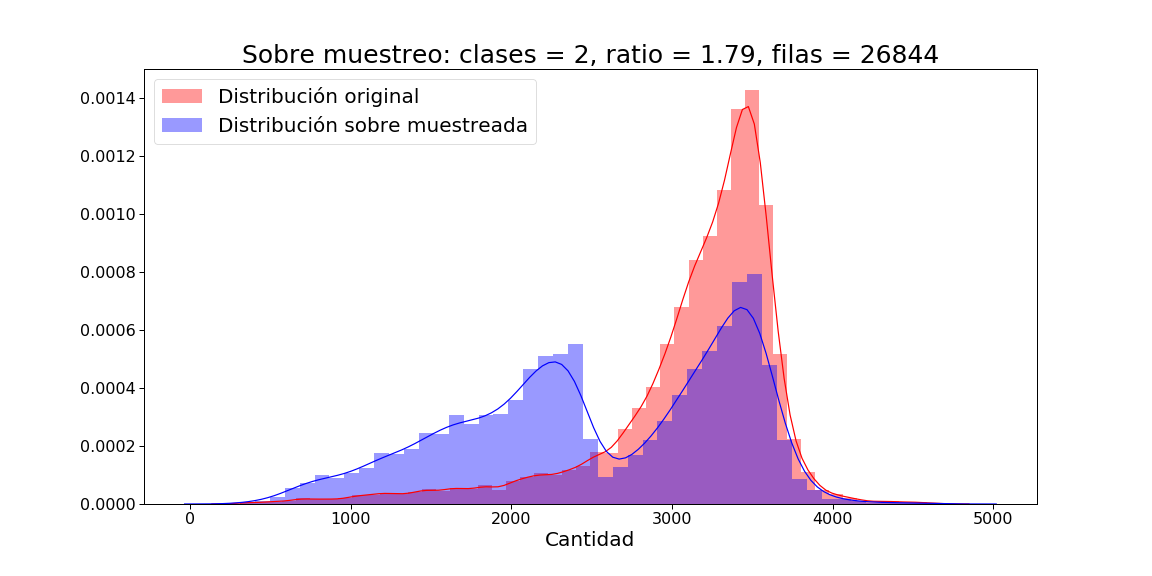 Sobre muestreo: clases = 2, ratio = 1.79, filas = 26844
Distribución original
Distribución sobre muestreada
0.0014
0.0012
0.0010
0.0008
0.0006
0.0004
0.0002
0.0000
0 1000 2000 3000 4000 5000
Cantidad